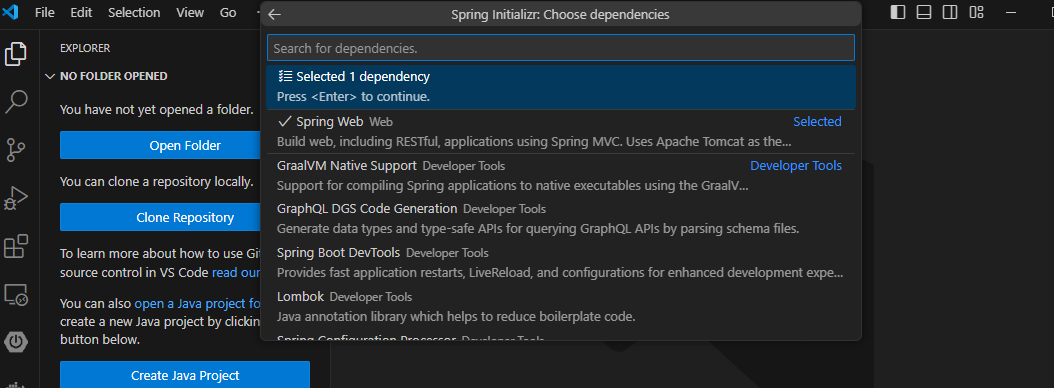 File Edit Selection View Go
Spring Initializr: Choose dependencies
EXPLORER
NO FOLDER OPENED
You have not yet opened a folder.
Open Folder
You can clone a repository locally.
Clone Repository
To learn more about how to use Git
source control in VS Code read our
You can also open a Java project fo
create a new Java project by clickin
button below.
Create Java Project
Search for dependencies.
Selected 1 dependency
Press <Enter> to continue.
Spring Web Web Selected
Build web, including RESTful, applications using Spring MVC. Uses Apache Tomcat as the...
GraalVM Native Support Developer Tools Developer Tools
Support for compiling Spring applications to native executables using the GraalV...
GraphQL DGS Code Generation Developer Tools
Generate data types and type-safe APIs for querying GraphQL APIs by parsing schema files.
Spring Boot DevTools Developer Tools
Provides fast application restarts, LiveReload, and configurations for enhanced development expe...
Lombok Developer Tools
Java annotation library which helps to reduce boilerplate code.
Spring Configuration Processor Developer Tools